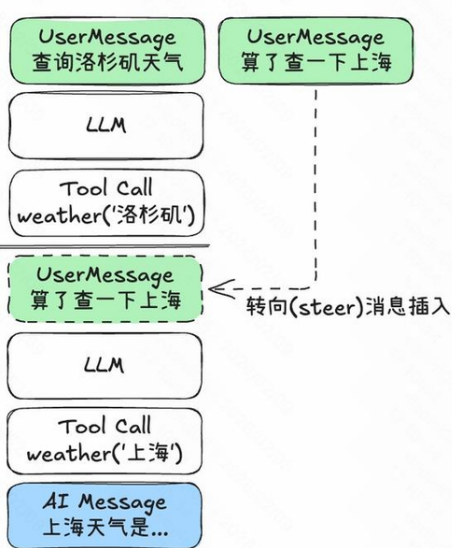 UserMessage
查询洛杉矶天气
UserMessage
算了查一下上海
LLM
Tool Call
weather('洛杉矶')
UserMessage
算了查一下上海
转向(steer)消息插入
LLM
Tool Call
weather('上海')
AI Message
上海天气是...